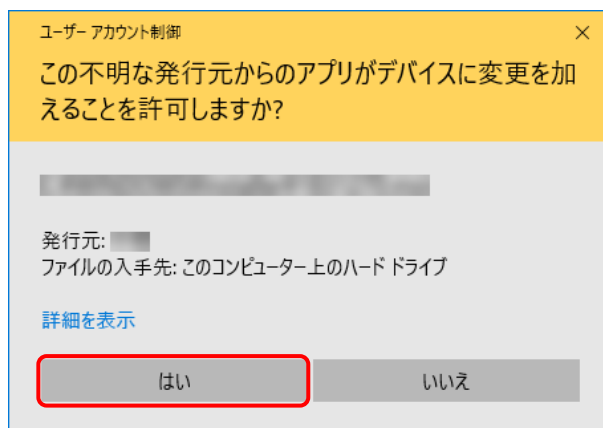 ユーザー アカウント制御
この不明な発行元からのアプリがデバイスに変更を加
えることを許可しますか?
発行元:
ファイルの入手先: このコンピューター上のハード ドライブ
詳細を表示
はい
いいえ